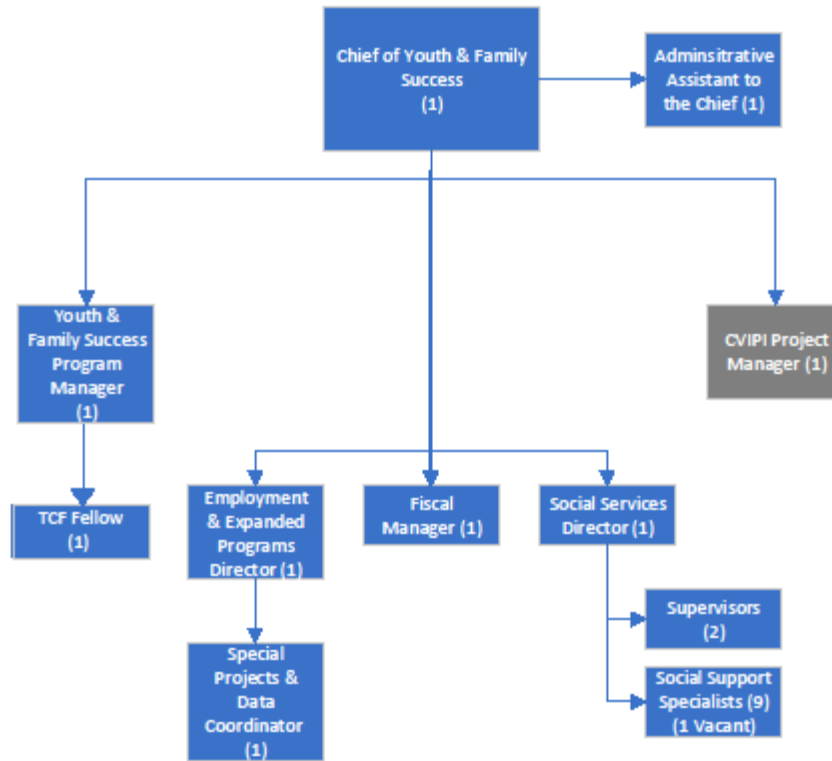 Chief of Youth & Family
Success
(1)
Adminsitrative
Assistant to
the Chief (1)
Youth &
Family Success
Program
Manager
(1)
CVIPI Project
Manager (1)
TCF Fellow
(1)
Employment
& Expanded
Programs
Director (1)
Fiscal
Manager (1)
Social Services
Director (1)
Supervisors
(2)
Special
Projects &
Data
Coordinator
(1)
Social Support
Specialists (9)
(1 Vacant)